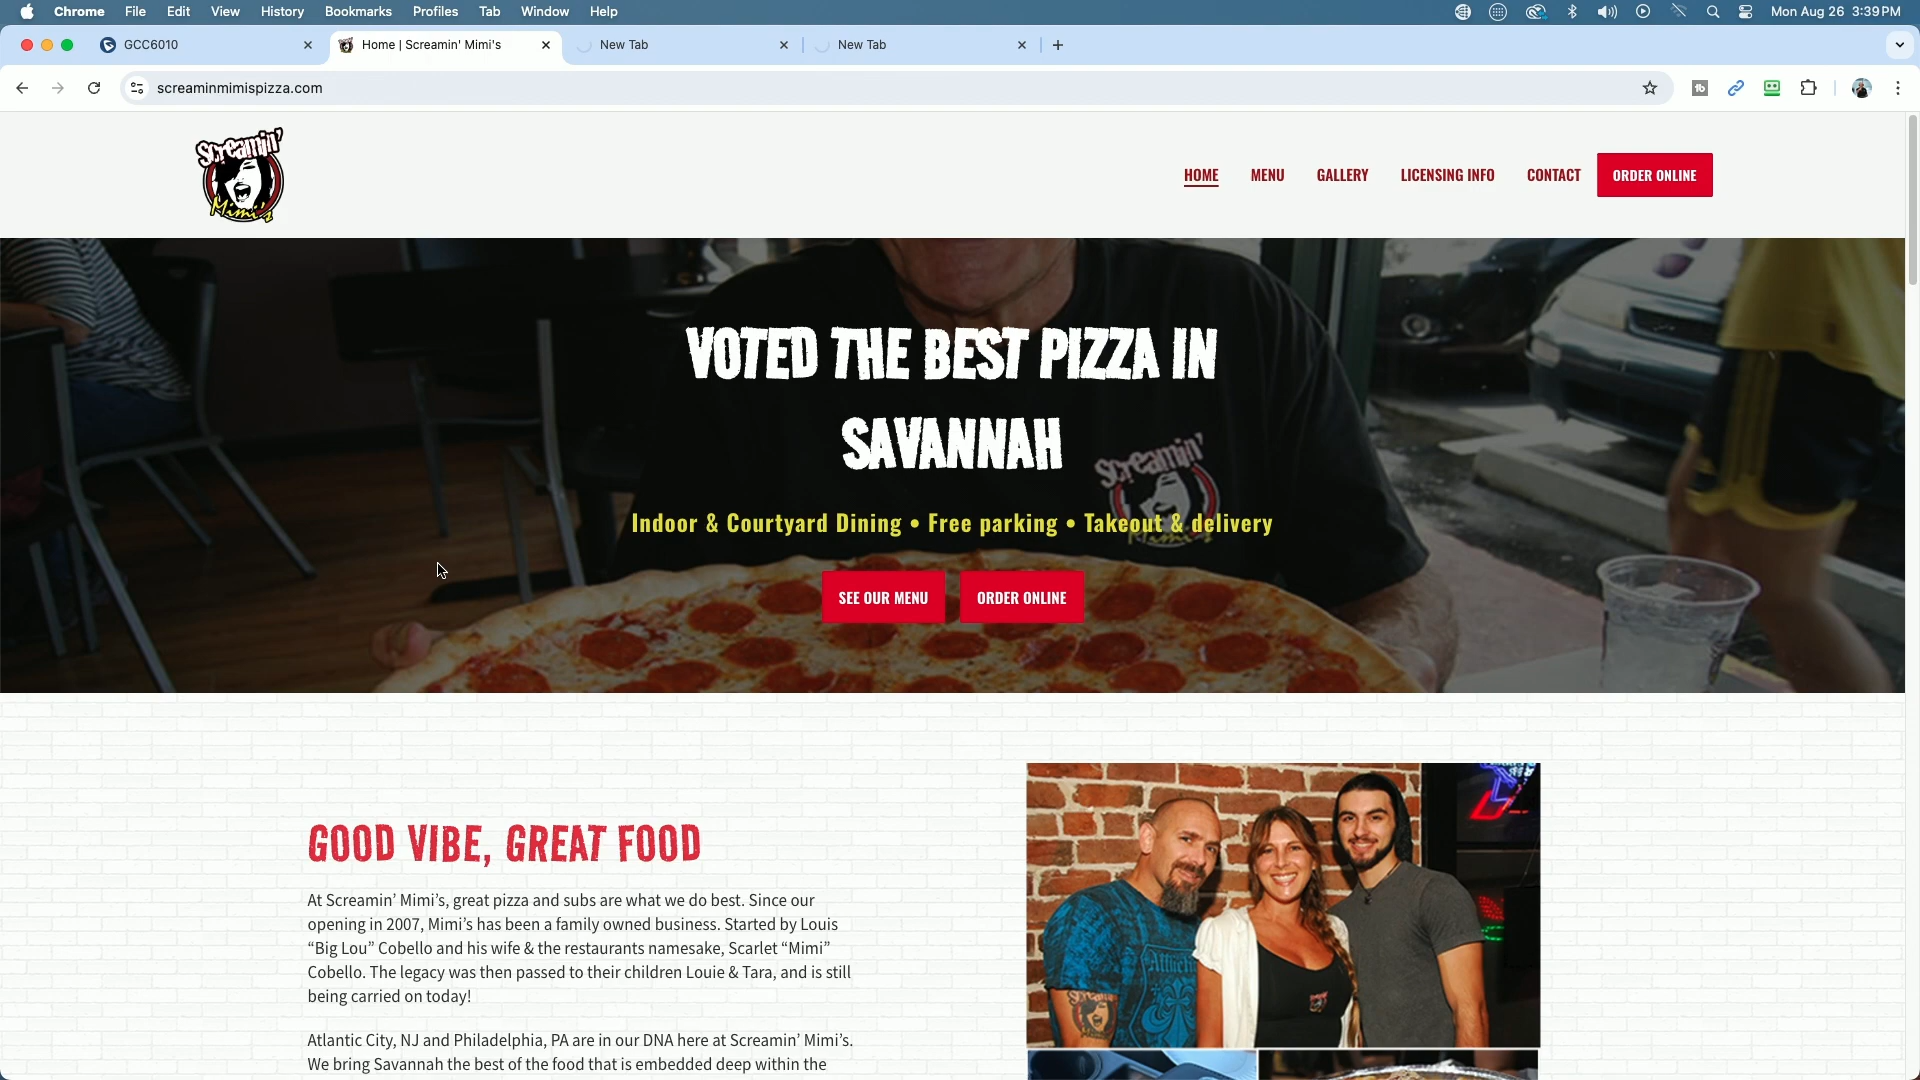 Chrome File Edit View History Bookmarks Profiles Tab Window Help
Mon Aug 26 3:39 PM
GCC6010
Home | Screamin' Mimi's
New Tab
New Tab
screaminmimispizza.com
Screamin'
Mimi's
HOME
MENU
GALLERY
LICENSING INFO
CONTACT
ORDER ONLINE
VOTED THE BEST PIZZA IN
SAVANNAH
Screamin'
Mimi's
Indoor & Courtyard Dining • Free parking • Takeout & delivery
SEE OUR MENU
ORDER ONLINE
GOOD VIBE, GREAT FOOD
At Screamin’ Mimi’s, great pizza and subs are what we do best. Since our
opening in 2007, Mimi’s has been a family owned business. Started by Louis
“Big Lou” Cobello and his wife & the restaurants namesake, Scarlet “Mimi”
Cobello. The legacy was then passed to their children Louie & Tara, and is still
being carried on today!
Atlantic City, NJ and Philadelphia, PA are in our DNA here at Screamin’ Mimi’s.
We bring Savannah the best of the food that is embedded deep within the